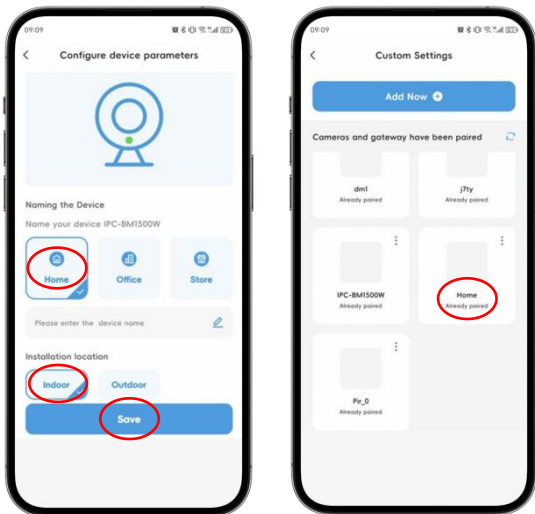 09:09
Configure device parameters
Naming the Device
Name your device IPC-BM1500W
Home
Office
Store
Please enter the device name
Installation location
Indoor
Outdoor
Save
09:09
Custom Settings
Add Now
Cameras and gateway have been paired
dm1
Already paired
j7ty
Already paired
IPC-BM1500W
Already paired
Home
Already paired
Pir_0
Already paired